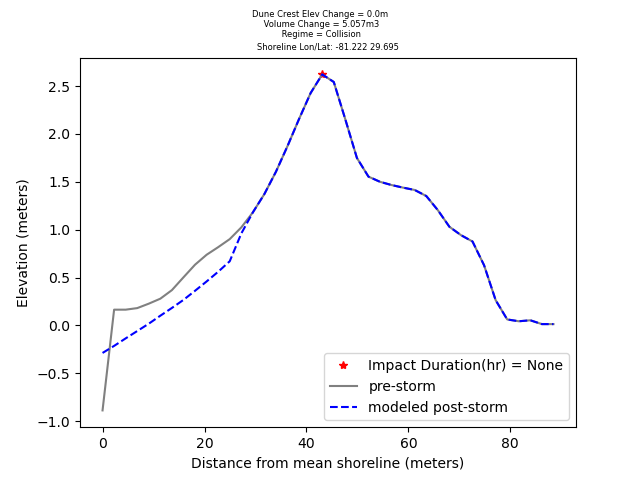 Dune Crest Elev Change = 0.0m
Volume Change = 5.057m3
Regime = Collision
Shoreline Lon/Lat: -81.222 29.695
2.5
2.0
1.5
1.0
0.5
0.0
−0.5
−1.0
Elevation (meters)
Impact Duration(hr) = None
pre-storm
modeled post-storm
0 20 40 60 80
Distance from mean shoreline (meters)